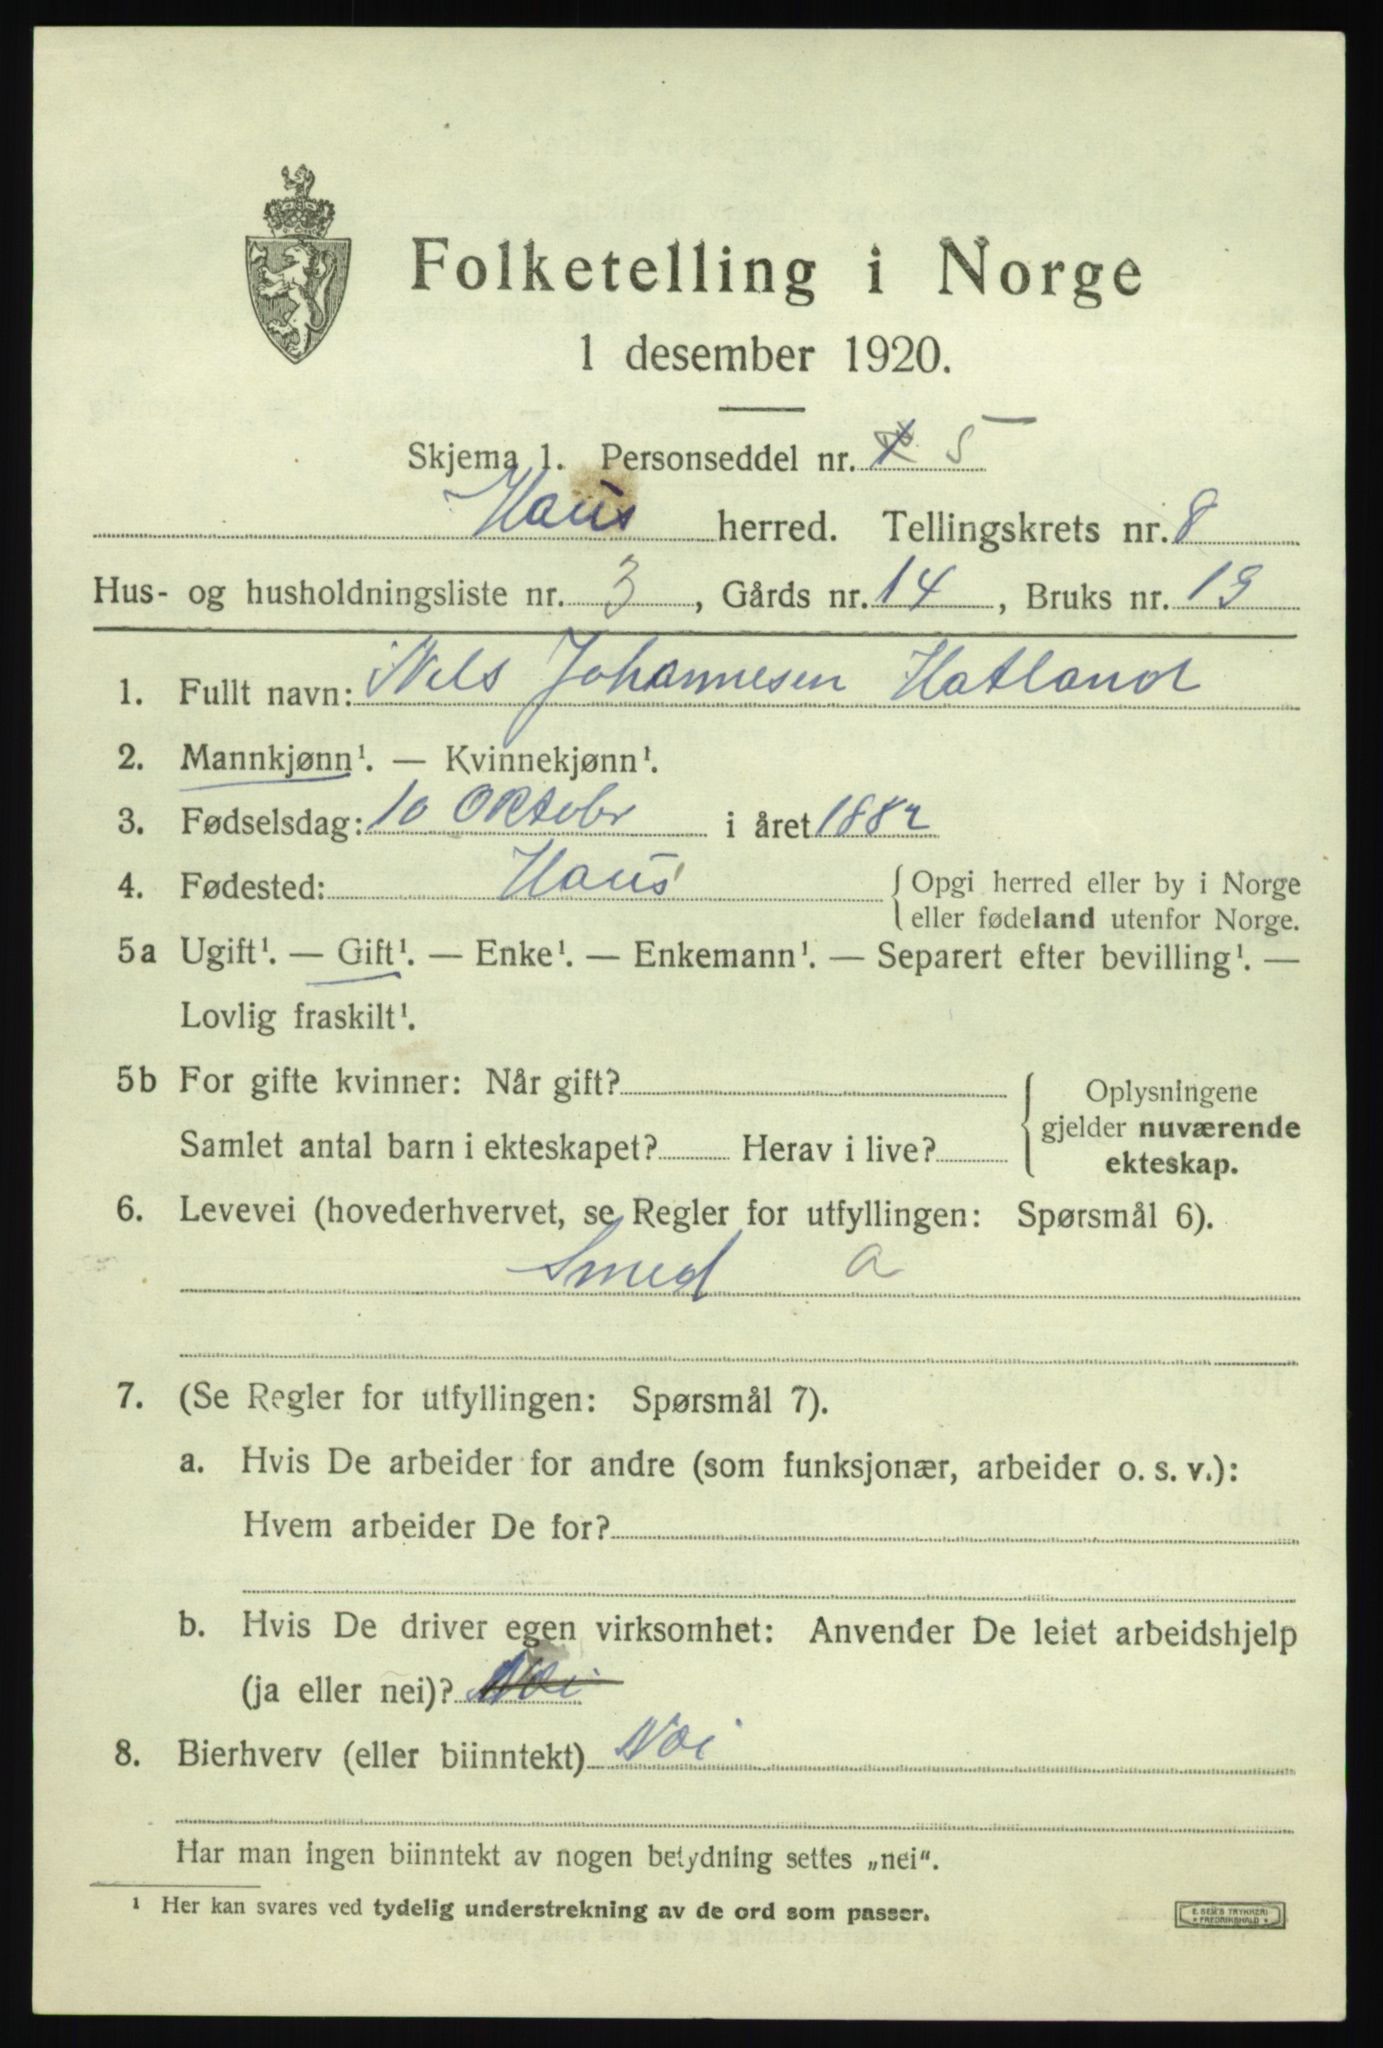 Folketelling i Norge
1 desember 1920.
Skjema 1. Personseddel nr. 5
Haus herred. Tellingskrets nr. 8
Hus- og husholdningsliste nr. 3, Gårds nr. 14, Bruks nr. 19
1. Fullt navn: Nils Johannesen Hatland
2. Mannkjønn¹. — Kvinnekjønn¹.
3. Fødselsdag: 10 Oktobr i året 1882
4. Fødested: Haus { Opgi herred eller by i Norge
eller fødeland utenfor Norge.
5a Ugift¹. — Gift¹. — Enke¹. — Enkemann¹. — Separert efter bevilling¹. —
Lovlig fraskilt¹.
5b For gifte kvinner: Når gift? { Oplysningene
gjelder nuværende
Samlet antal barn i ekteskapet? Herav i live?
ekteskap.
6. Levevei (hovederhvervet, se Regler for utfyllingen: Spørsmål 6).
Smed a
7. (Se Regler for utfyllingen: Spørsmål 7).
a. Hvis De arbeider for andre (som funksjonær, arbeider o. s. v.):
Hvem arbeider De for?
b. Hvis De driver egen virksomhet: Anvender De leiet arbeidshjelp
(ja eller nei)? Nei
8. Bierhverv (eller biinntekt) Nei
Har man ingen biinntekt av nogen betydning settes „nei“.
¹ Her kan svares ved tydelig understrekning av de ord som passer.
E. SEM'S TRYKKERI
FREDRIKSHALD